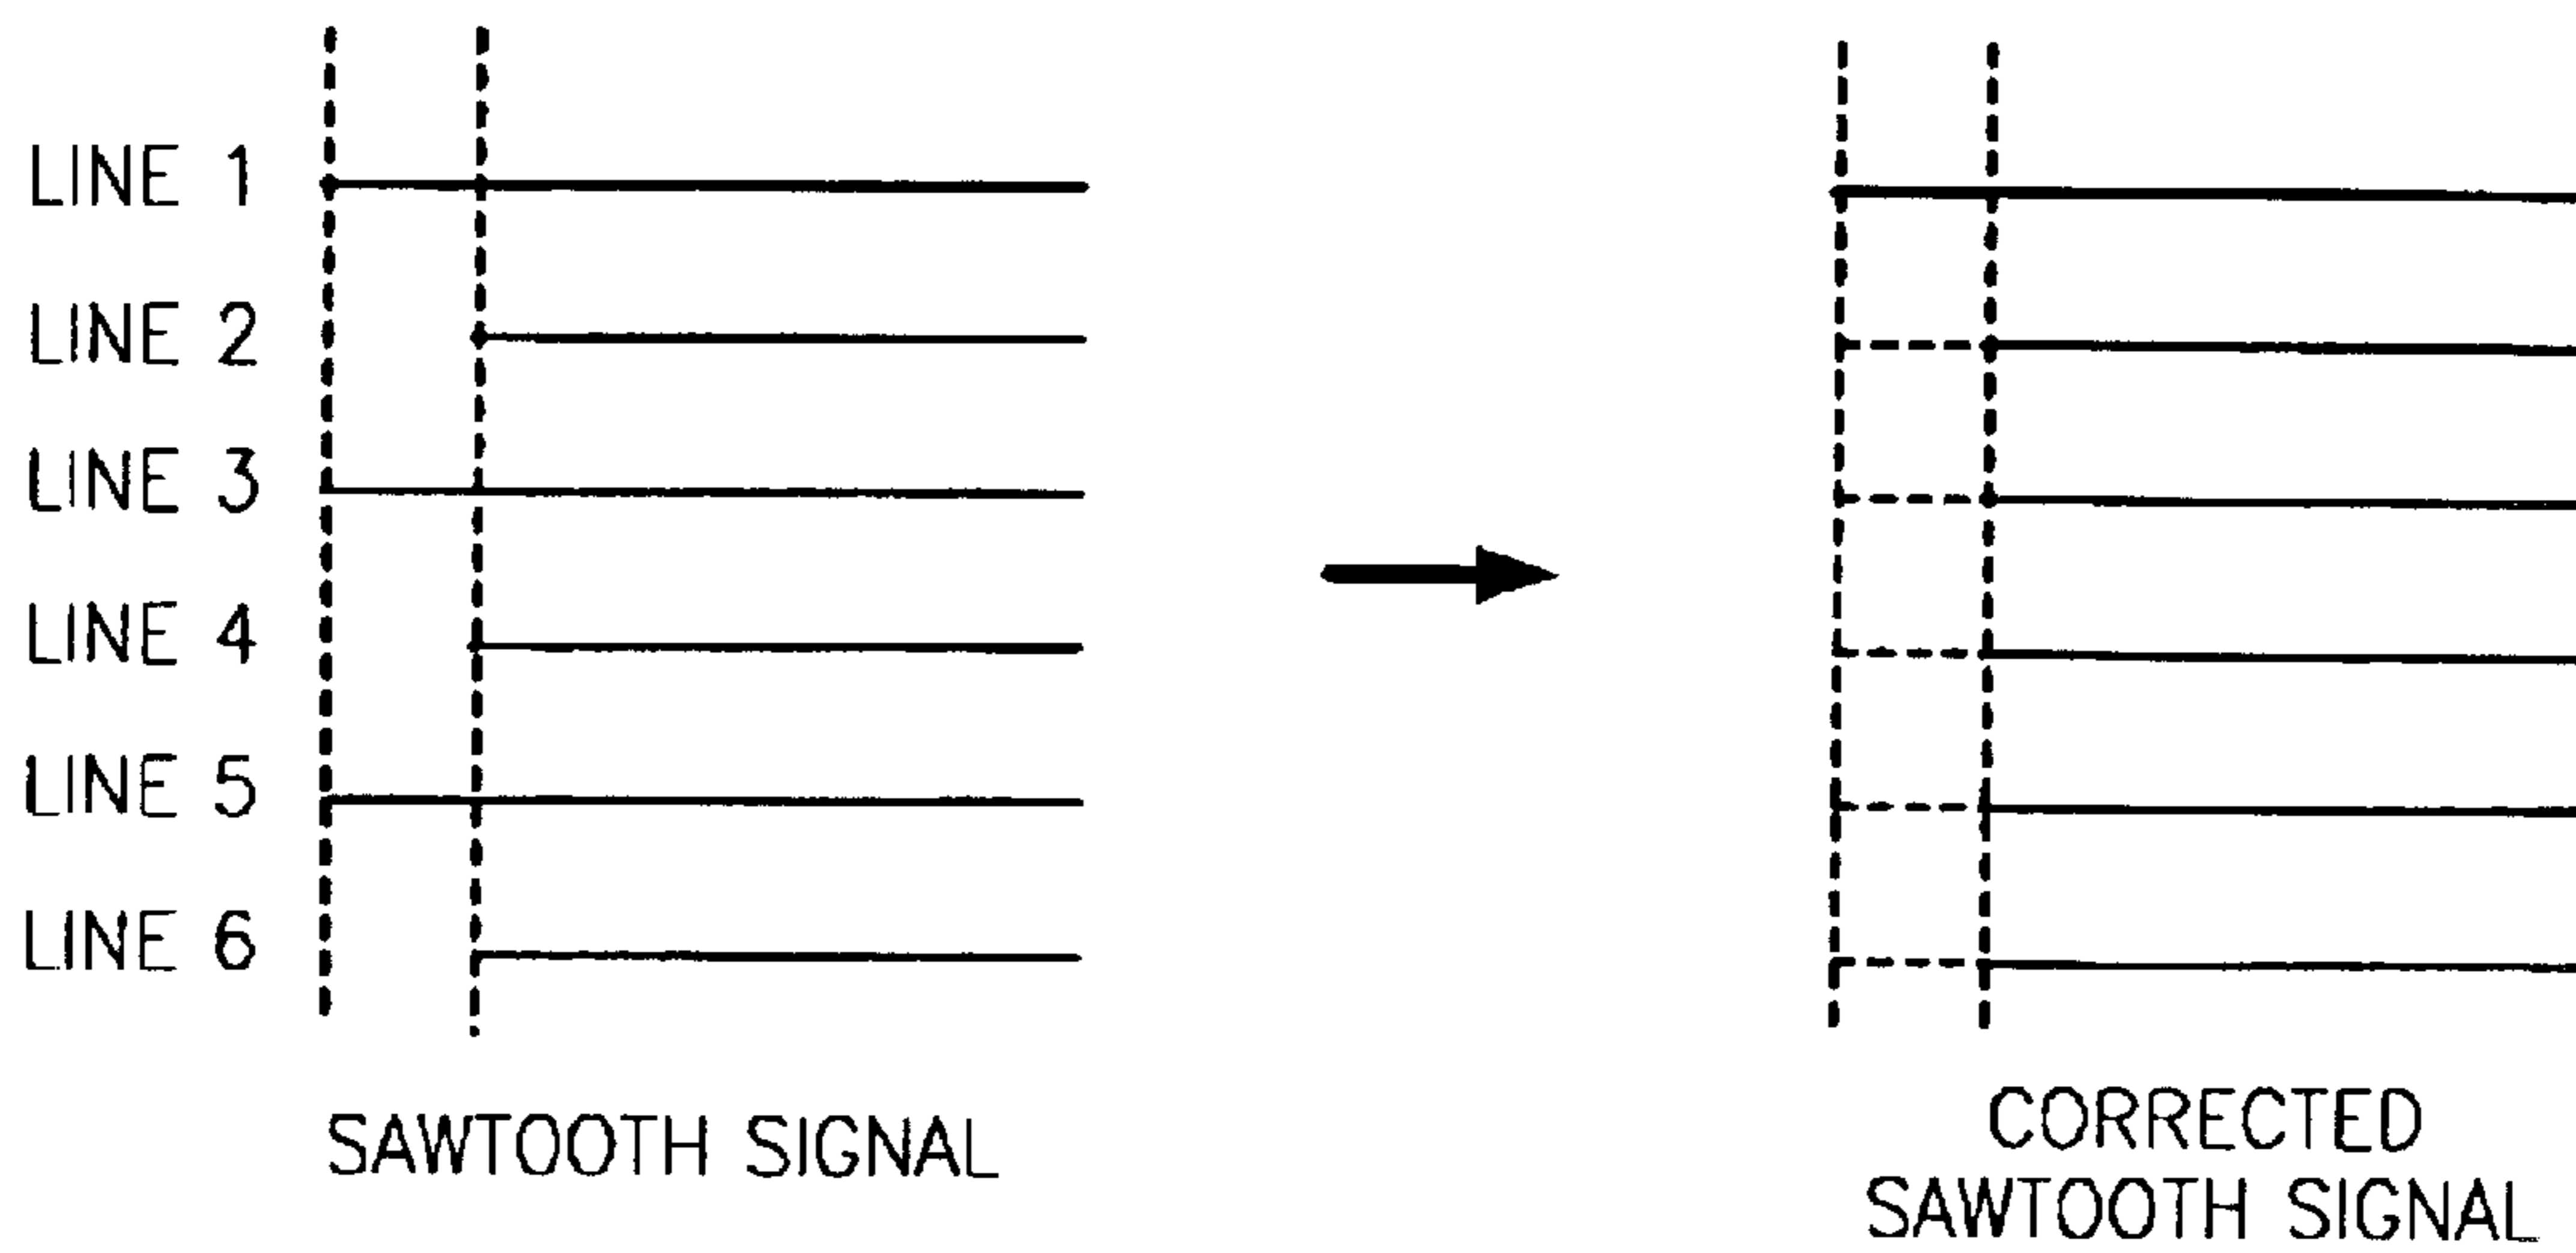 LINE 1
LINE 2
LINE 3
LINE 4
LINE 5
LINE 6
SAWTOOTH SIGNAL
CORRECTED
SAWTOOTH SIGNAL